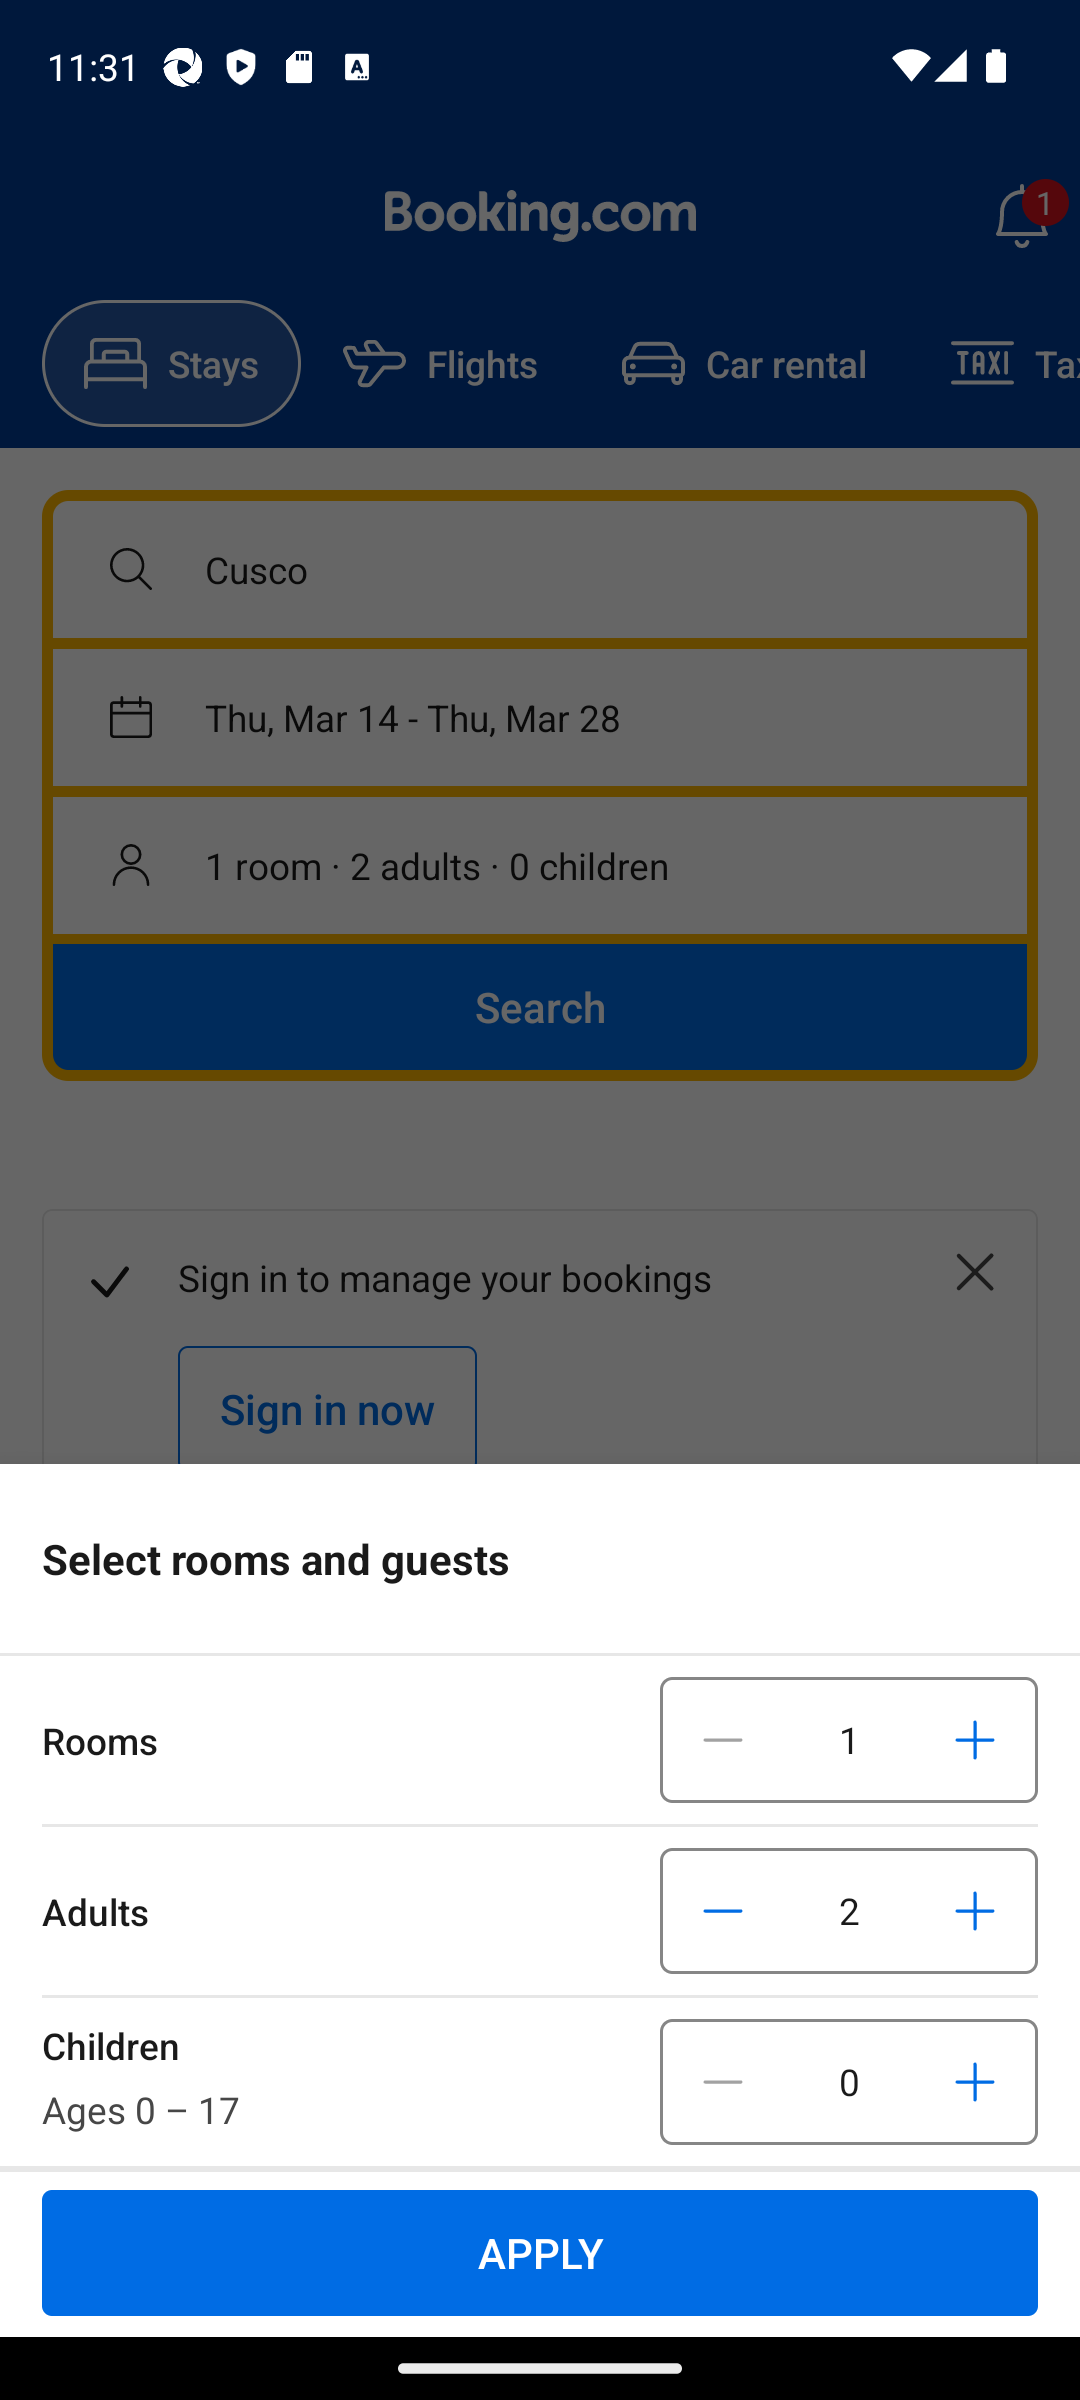 11:31
Booking.com
1
Stays
Flights
Car rental
TAXI
Cusco
Thu, Mar 14 - Thu, Mar 28
1 room · 2 adults · 0 children
Search
Sign in to manage your bookings
Sign in now
Select rooms and guests
Rooms
1
Adults
2
Children
Ages 0 – 17
0
APPLY